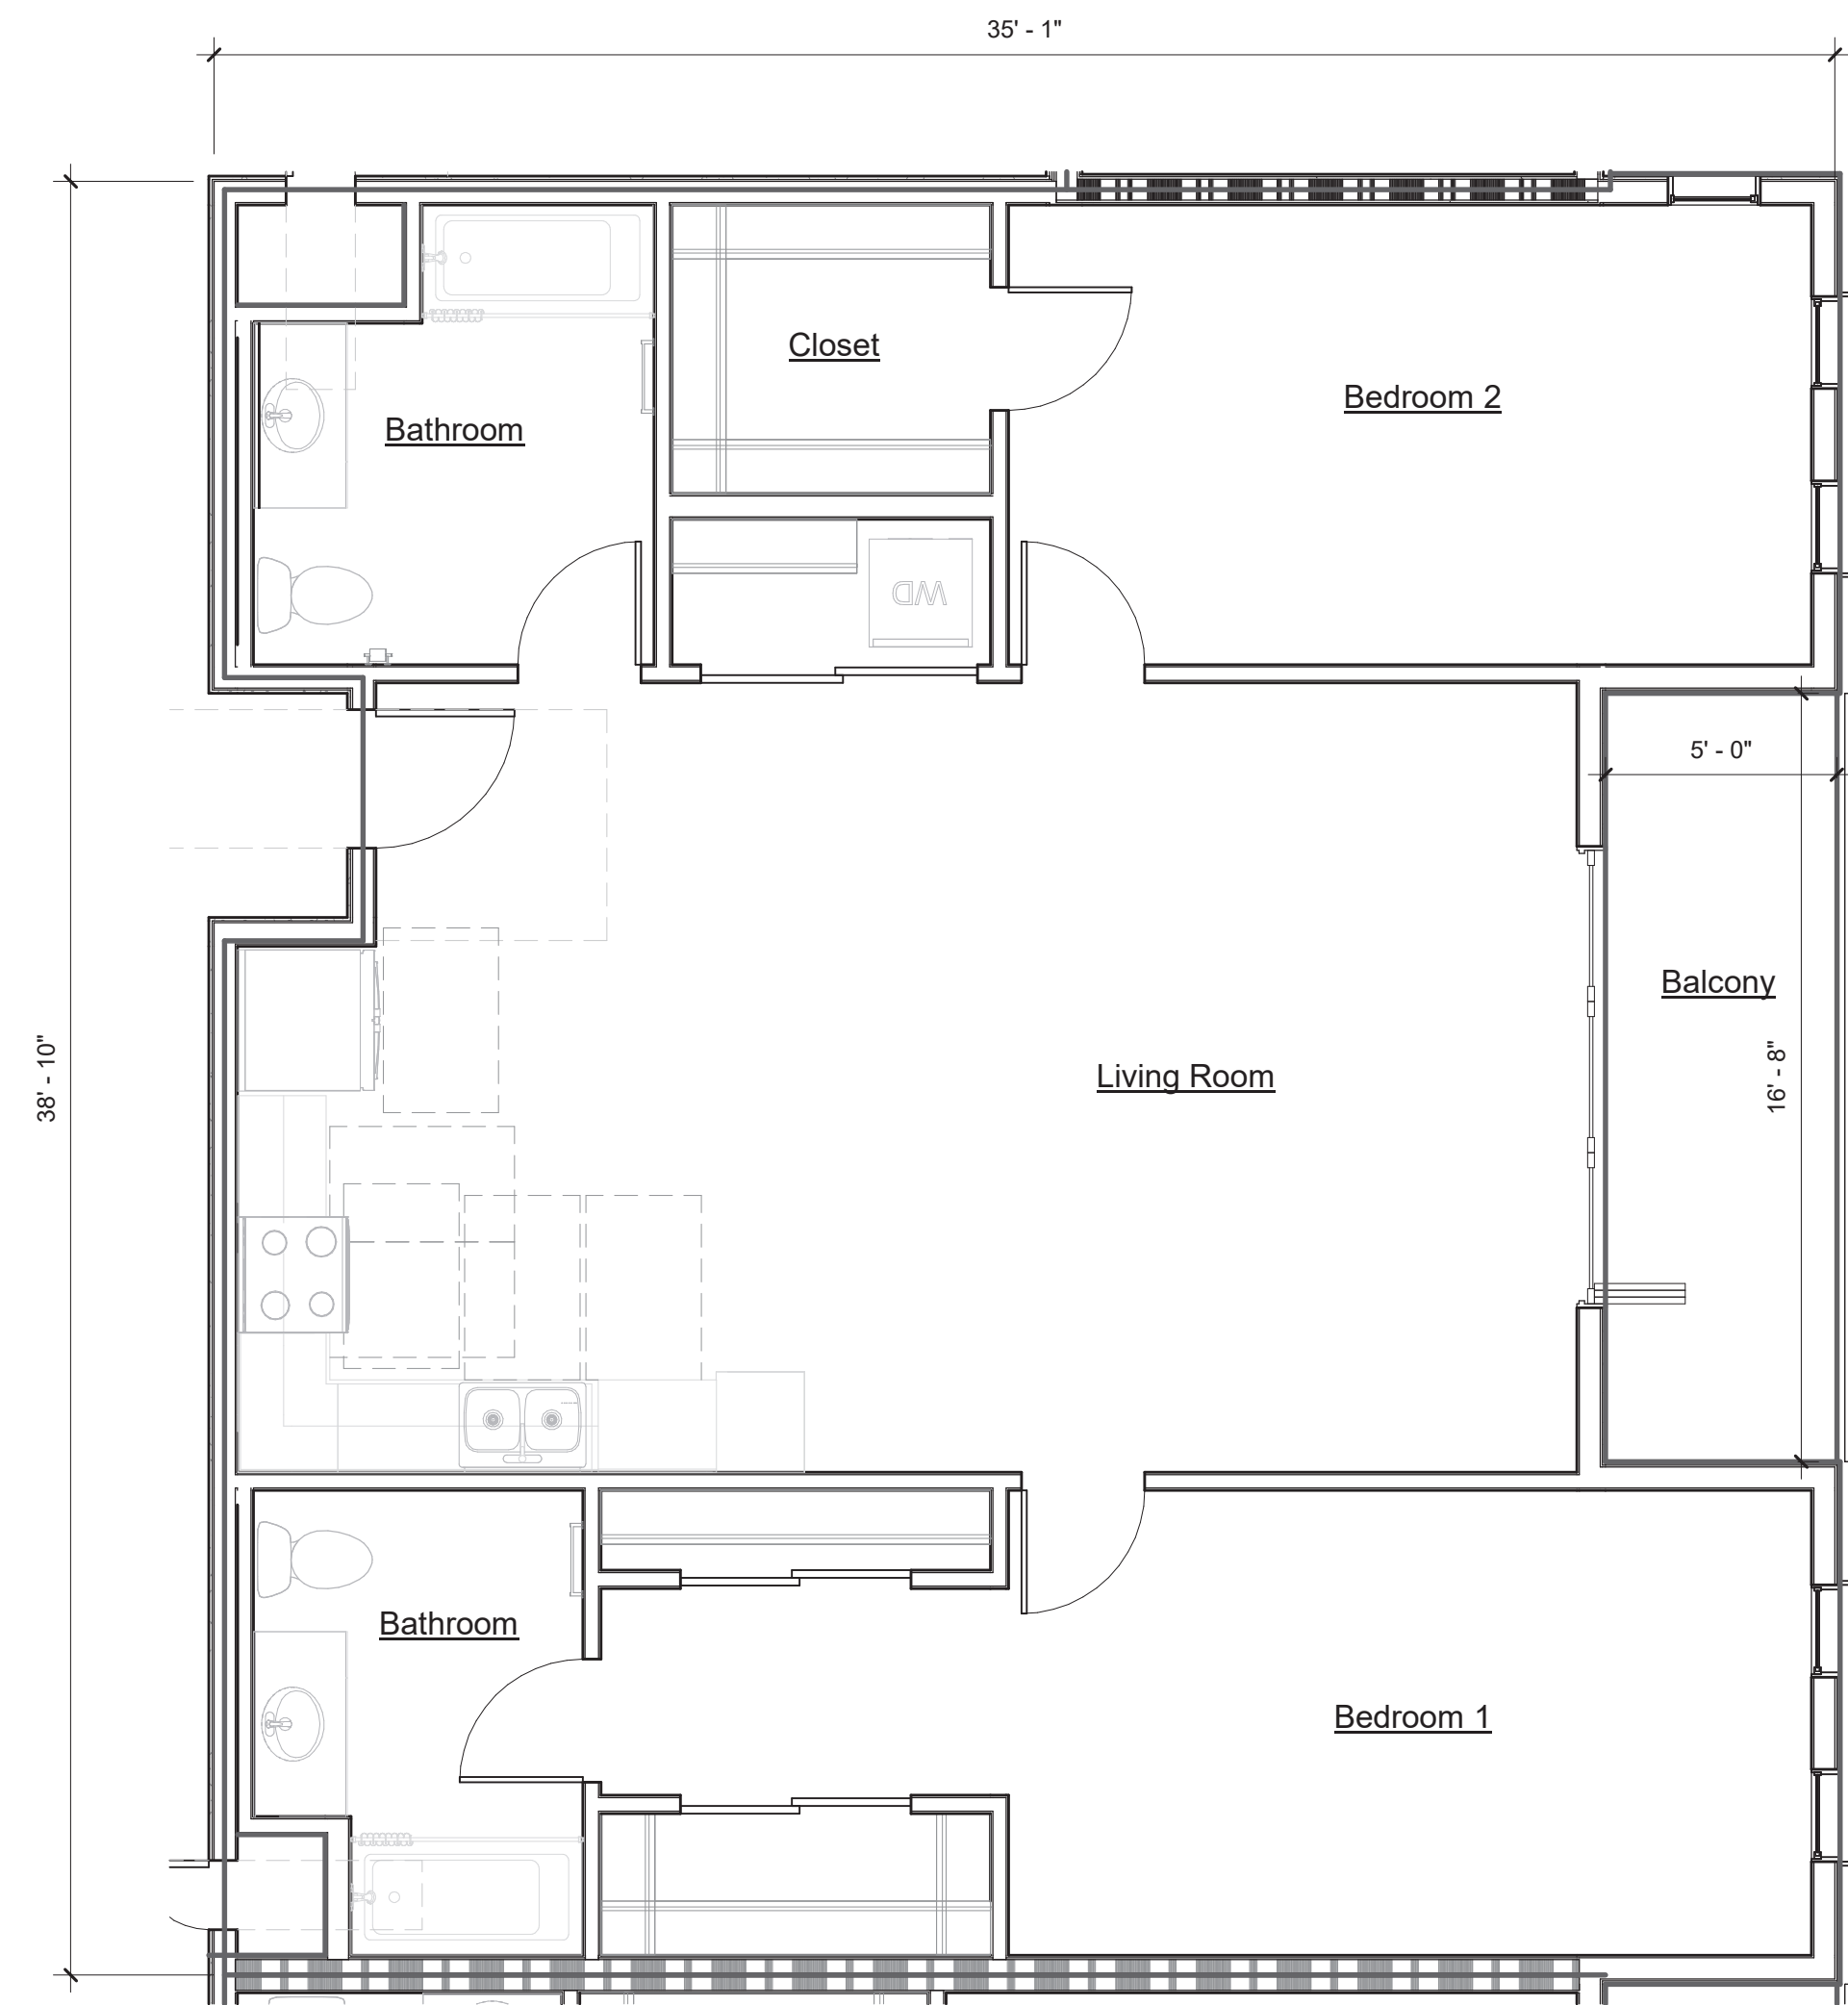 35' - 1"
Closet
Bedroom 2
Bathroom
WD
5' - 0"
Balcony
38' - 10"
Living Room
16' - 8"
Bathroom
Bedroom 1